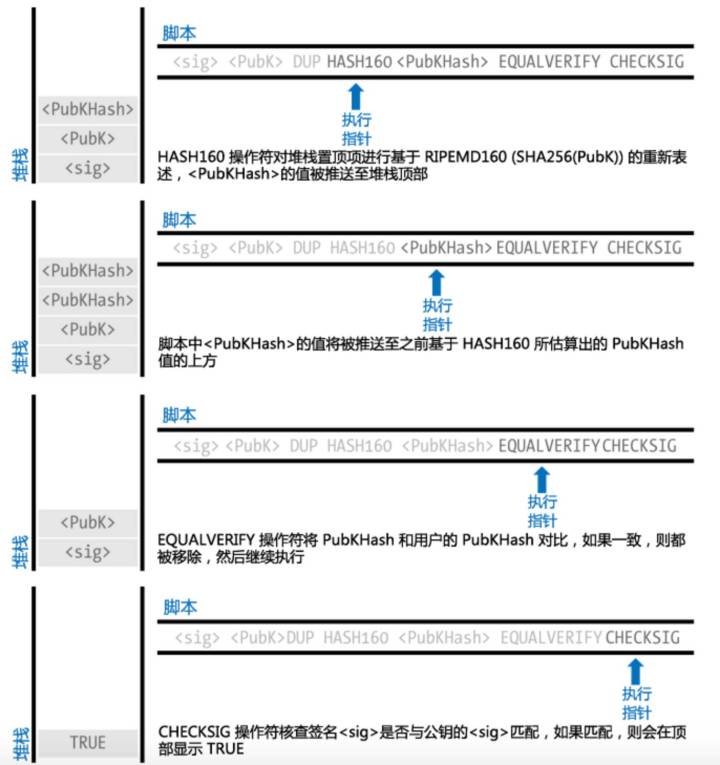 脚本
<sig> <PubK> DUP HASH160 <PubKHash> EQUALVERIFY CHECKSIG
<PubKHash>
<PubK>
<sig>
堆栈
执行
指针
HASH160 操作符对堆栈置顶项进行基于 RIPEMD160 (SHA256(PubK)) 的重新表
述，<PubKHash>的值被推送至堆栈顶部
脚本
<sig> <PubK> DUP HASH160 <PubKHash> EQUALVERIFY CHECKSIG
<PubKHash>
<PubKHash>
<PubK>
<sig>
堆栈
执行
指针
脚本中<PubKHash>的值将被推送至之前基于 HASH160 所估算出的 PubKHash
值的上方
脚本
<sig> <PubK> DUP HASH160 <PubKHash> EQUALVERIFY CHECKSIG
<PubK>
<sig>
堆栈
执行
指针
EQUALVERIFY 操作符将 PubKHash 和用户的 PubKHash 对比，如果一致，则都
被移除，然后继续执行
脚本
<sig> <PubK>DUP HASH160 <PubKHash> EQUALVERIFY CHECKSIG
TRUE
堆栈
执行
指针
CHECKSIG 操作符核查签名<sig>是否与公钥的<sig>匹配，如果匹配，则会在顶
部显示 TRUE